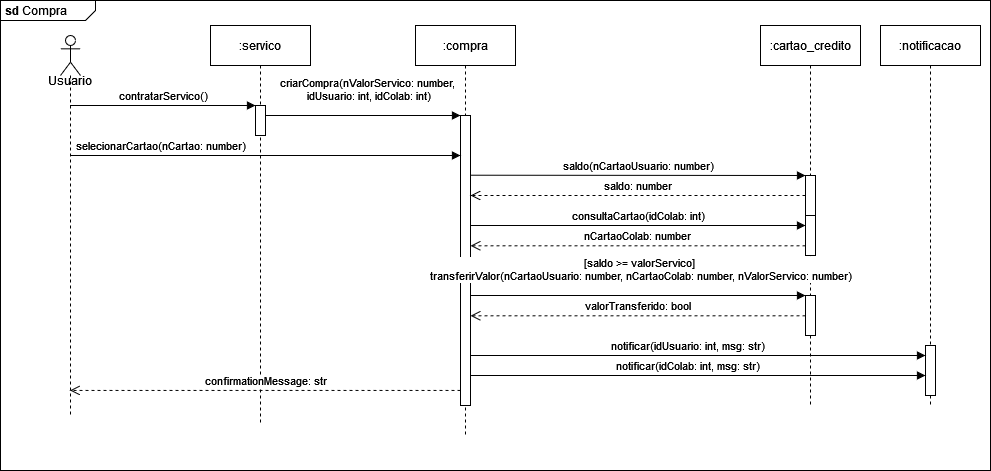 sd Compra
:servico
:compra
:cartao_credito
:notificacao
Usuario
contratarServico()
criarCompra(nValorServico: number,
idUsuario: int, idColab: int)
selecionarCartao(nCartao: number)
saldo(nCartaoUsuario: number)
saldo: number
consultaCartao(idColab: int)
nCartaoColab: number
[saldo >= valorServico]
transferirValor(nCartaoUsuario: number, nCartaoColab: number, nValorServico: number)
valorTransferido: bool
notificar(idUsuario: int, msg: str)
notificar(idColab: int, msg: str)
confirmationMessage: str